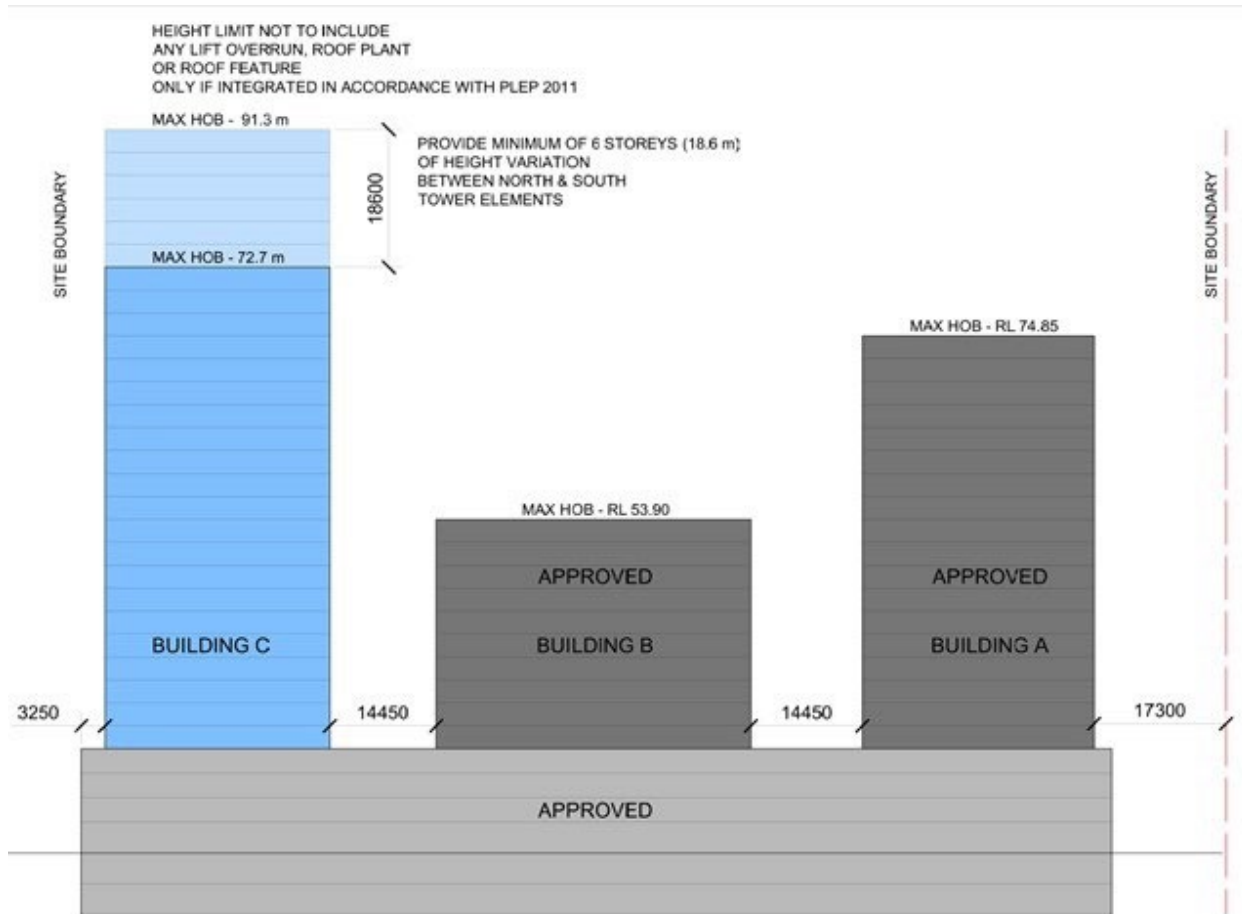 HEIGHT LIMIT NOT TO INCLUDE
ANY LIFT OVERRUN, ROOF PLANT
OR ROOF FEATURE
ONLY IF INTEGRATED IN ACCORDANCE WITH PLEP 2011
MAX HOB - 91.3 m
PROVIDE MINIMUM OF 6 STOREYS (18.6 m)
OF HEIGHT VARIATION
BETWEEN NORTH & SOUTH
TOWER ELEMENTS
18600
SITE BOUNDARY
SITE BOUNDARY
MAX HOB - 72.7 m
MAX HOB - RL 74.85
MAX HOB - RL 53.90
APPROVED
APPROVED
BUILDING C
BUILDING B
BUILDING A
3250
14450
14450
17300
APPROVED